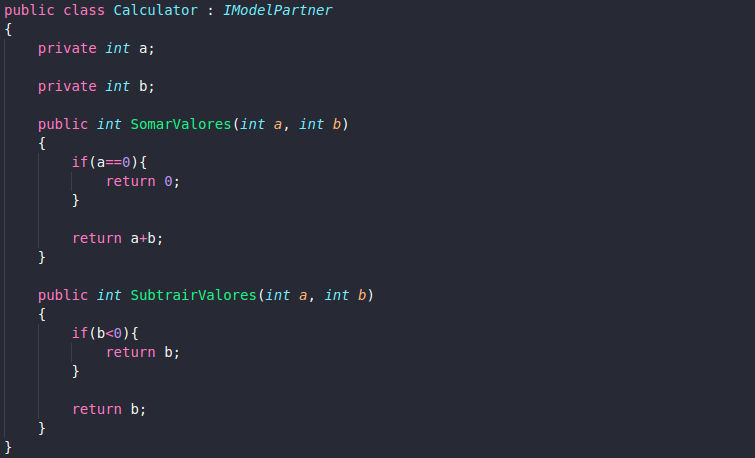 public class Calculator : IModelPartner
{
    private int a;
    private int b;
    public int SomarValores(int a, int b)
    {
        if(a==0){
            return 0;
        }
        return a+b;
    }
    public int SubtrairValores(int a, int b)
    {
        if(b<0){
            return b;
        }
        return b;
    }
}